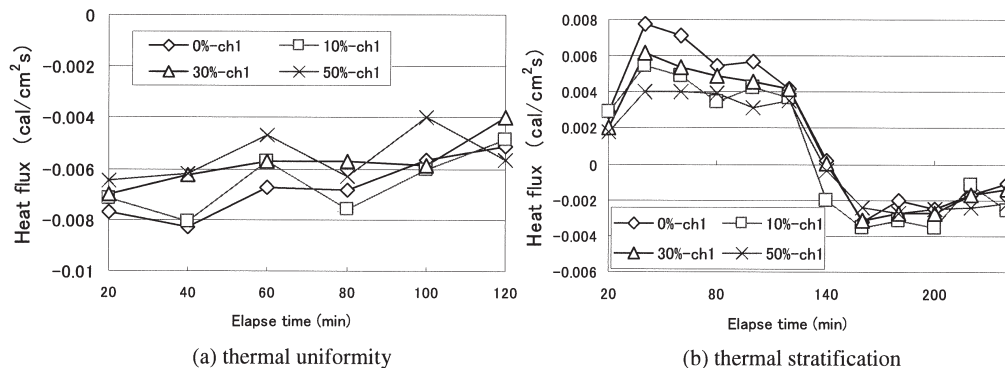 0
-0.002
-0.004
-0.006
-0.008
-0.01
Heat flux (cal/cm²s)
0%-ch1
10%-ch1
30%-ch1
50%-ch1
20 40 60 80 100 120
Elapse time (min)
(a) thermal uniformity
0.008
0.006
0.004
0.002
0
-0.002
-0.004
-0.006
Heat flux (cal/cm²s)
0%-ch1
10%-ch1
30%-ch1
50%-ch1
20 80 140 200
Elapse time (min)
(b) thermal stratification